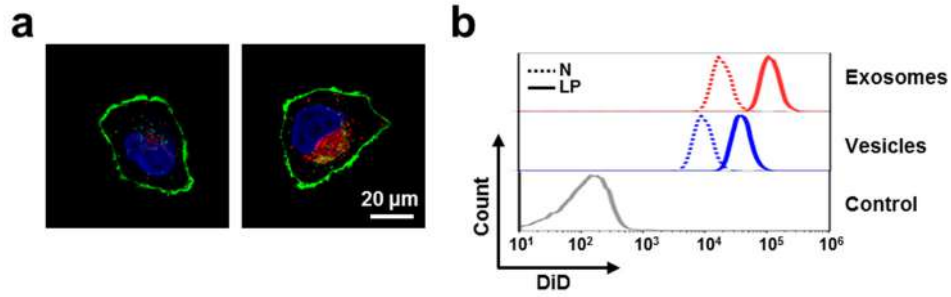 a
20 µm
b
N
LP
Exosomes
Vesicles
Control
Count
10¹ 10² 10³ 10⁴ 10⁵ 10⁶
DiD